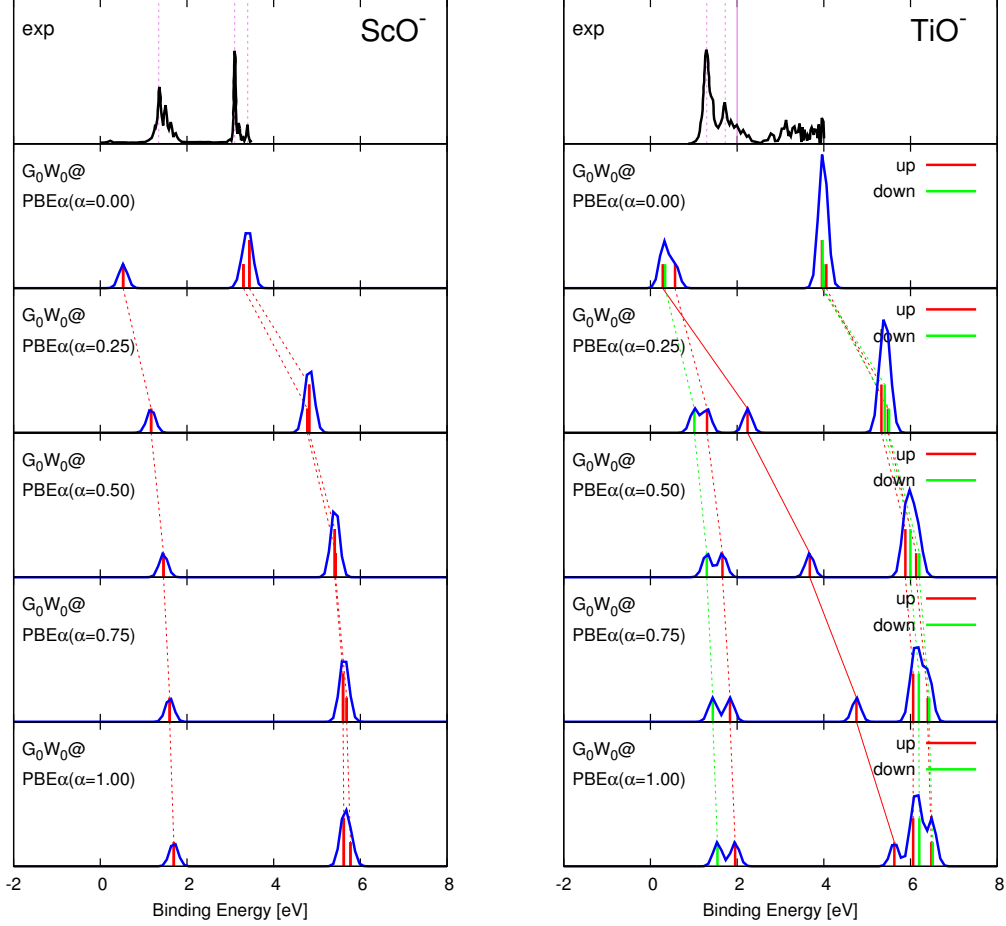 exp ScO⁻
G₀W₀@
PBEα(α=0.00)
G₀W₀@
PBEα(α=0.25)
G₀W₀@
PBEα(α=0.50)
G₀W₀@
PBEα(α=0.75)
G₀W₀@
PBEα(α=1.00)
-2 0 2 4 6 8
Binding Energy [eV]
exp TiO⁻
G₀W₀@ up
PBEα(α=0.00) down
G₀W₀@ up
PBEα(α=0.25) down
G₀W₀@ up
PBEα(α=0.50) down
G₀W₀@ up
PBEα(α=0.75) down
G₀W₀@ up
PBEα(α=1.00) down
-2 0 2 4 6 8
Binding Energy [eV]